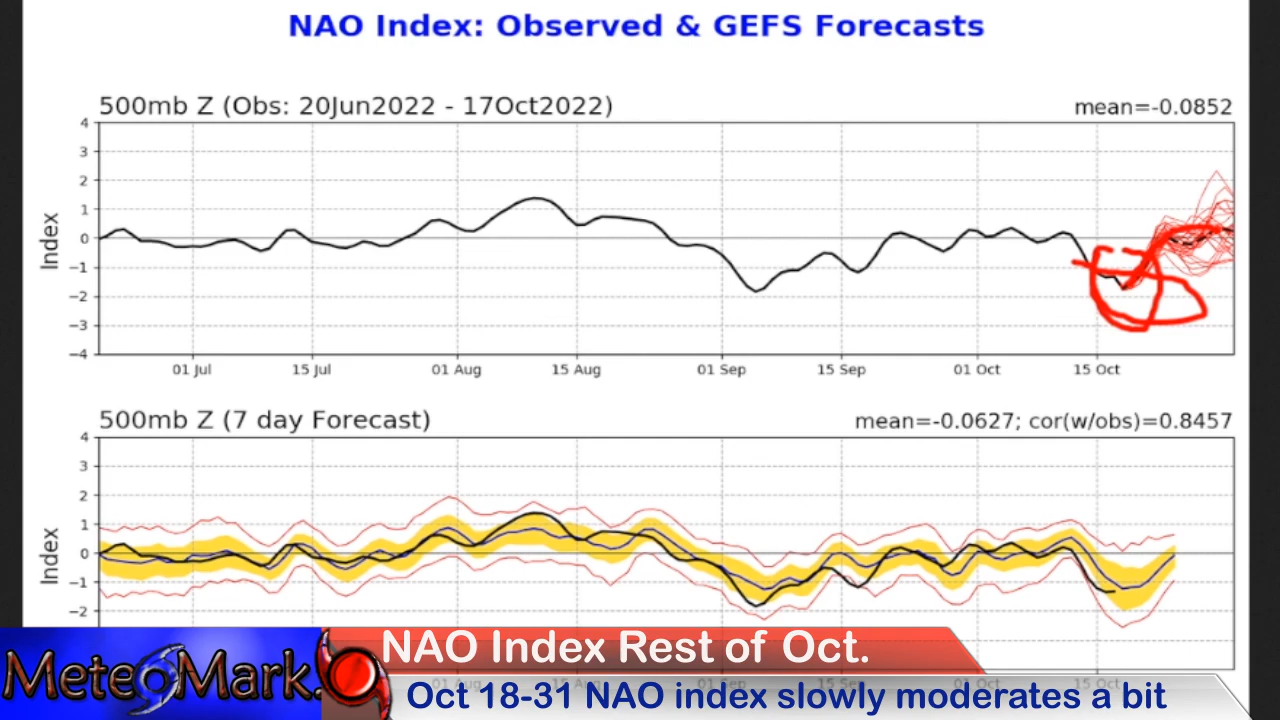 NAO Index: Observed & GEFS Forecasts
500mb Z (Obs: 20Jun2022 - 17Oct2022) mean=-0.0852
4
3
2
1
0
−1
−2
−3
−4
Index
01 Jul 15 Jul 01 Aug 15 Aug 01 Sep 15 Sep 01 Oct 15 Oct
500mb Z (7 day Forecast) mean=-0.0627; cor(w/obs)=0.8457
4
3
2
1
0
−1
−2
Index
MeteoMark.
NAO Index Rest of Oct.
Oct 18-31 NAO index slowly moderates a bit